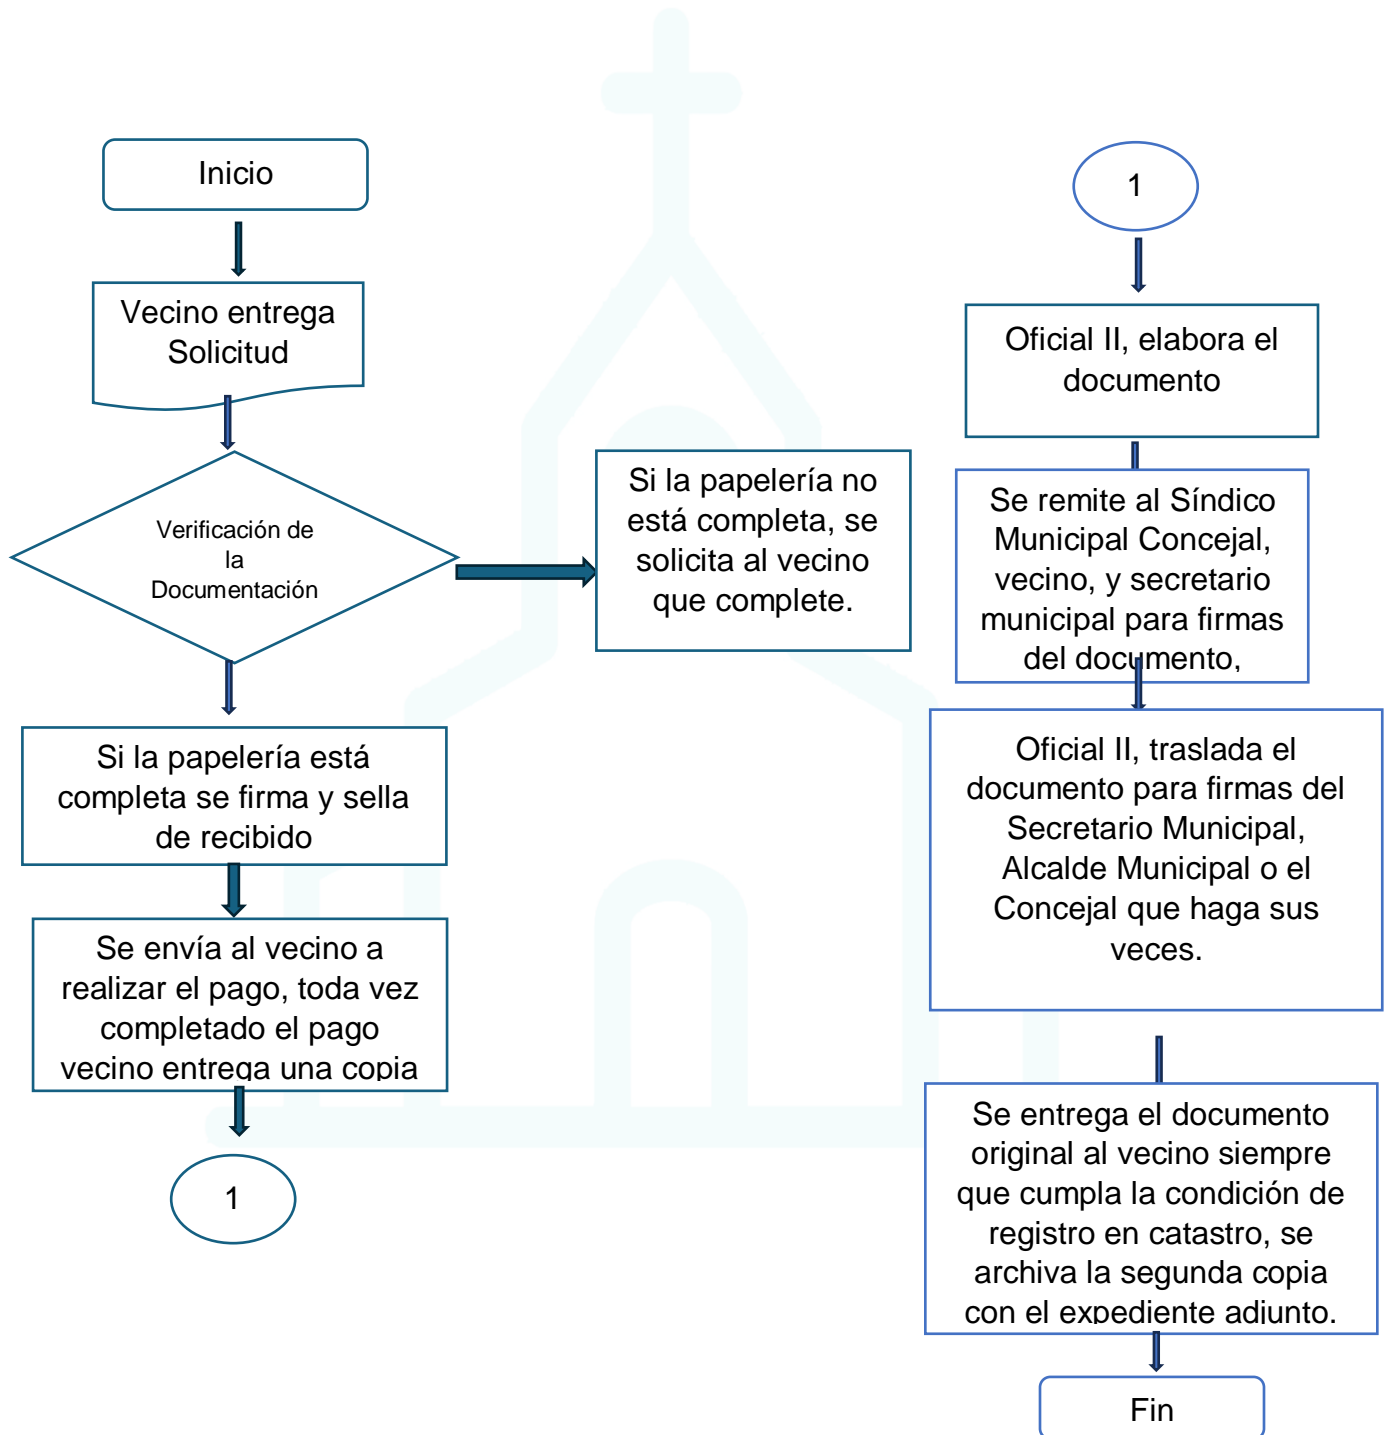 Inicio
Vecino entrega
Solicitud
Verificación de
la
Documentación
Si la papelería no
está completa, se
solicita al vecino
que complete.
Si la papelería está
completa se firma y sella
de recibido
Se envía al vecino a
realizar el pago, toda vez
completado el pago
vecino entrega una copia
1
1
Oficial II, elabora el
documento
Se remite al Síndico
Municipal Concejal,
vecino, y secretario
municipal para firmas
del documento,
Oficial II, traslada el
documento para firmas del
Secretario Municipal,
Alcalde Municipal o el
Concejal que haga sus
veces.
Se entrega el documento
original al vecino siempre
que cumpla la condición de
registro en catastro, se
archiva la segunda copia
con el expediente adjunto.
Fin